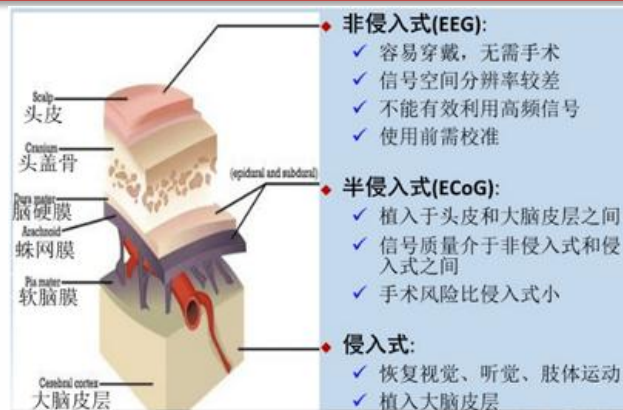 Scalp
头皮
Cranium
头盖骨
Dura mater
脑硬膜
Arachnoid
蛛网膜
Pia mater
软脑膜
Cerebral cortex
大脑皮层
(epidural and subdural)
非侵入式(EEG):
容易穿戴，无需手术
信号空间分辨率较差
不能有效利用高频信号
使用前需校准
半侵入式(ECoG):
植入于头皮和大脑皮层之间
信号质量介于非侵入式和侵
入式之间
手术风险比侵入式小
侵入式:
恢复视觉、听觉、肢体运动
植入大脑皮层